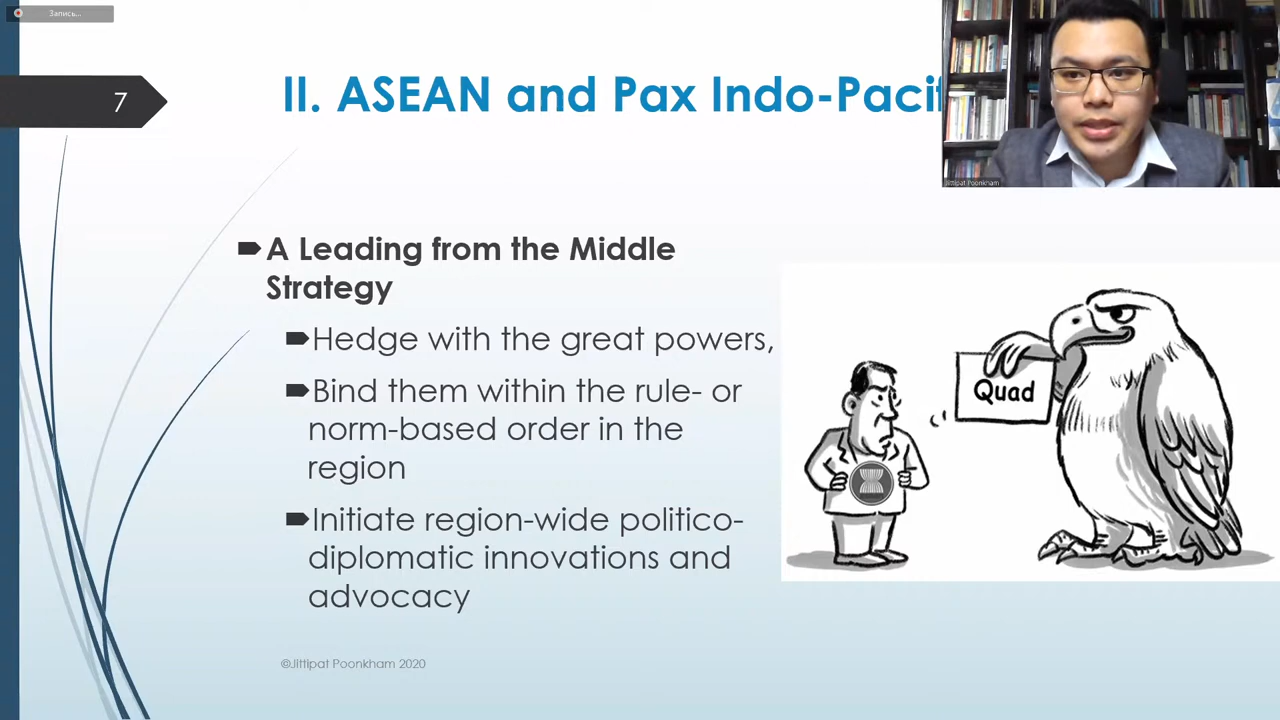 Запись...
7
II. ASEAN and Pax Indo-Pacif
Jittipat Poonkham
A Leading from the Middle
Strategy
Hedge with the great powers,
Bind them within the rule- or
norm-based order in the
region
Initiate region-wide politico-
diplomatic innovations and
advocacy
Quad
©Jittipat Poonkham 2020